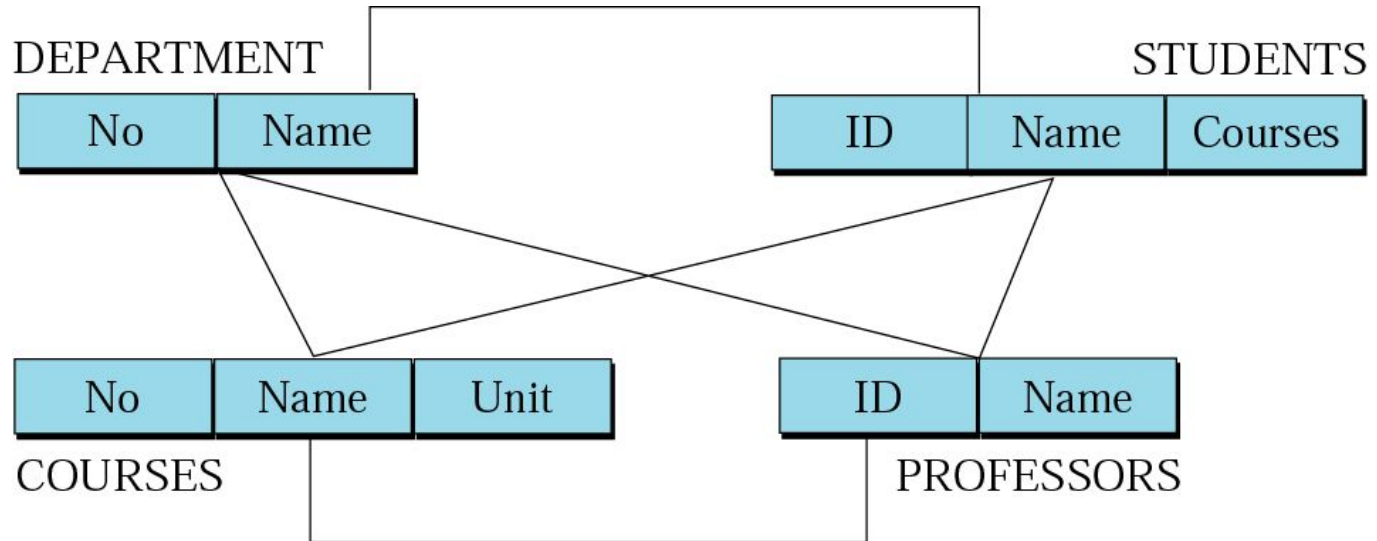 DEPARTMENT
STUDENTS
No Name
ID Name Courses
No Name Unit
ID Name
COURSES
PROFESSORS